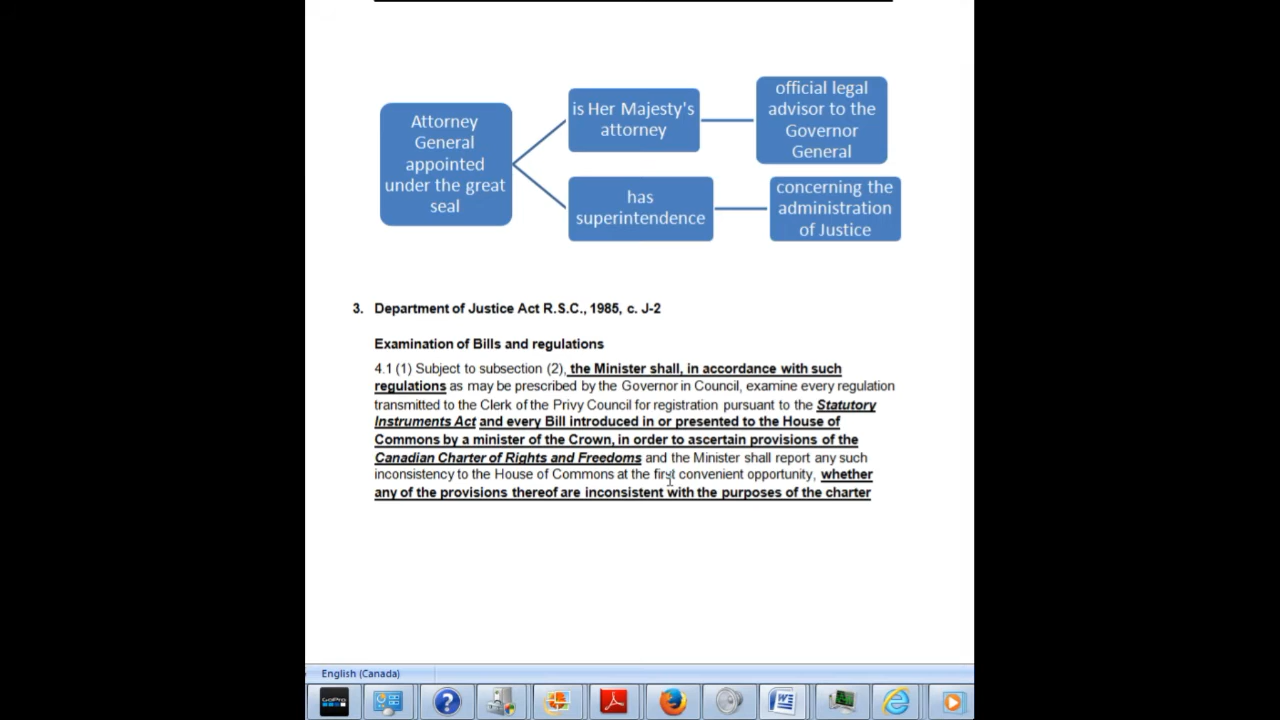 Attorney
General
appointed
under the great
seal
is Her Majesty's
attorney
official legal
advisor to the
Governor
General
has
superintendence
concerning the
administration
of Justice
3. Department of Justice Act R.S.C., 1985, c. J-2
Examination of Bills and regulations
4.1 (1) Subject to subsection (2), the Minister shall, in accordance with such
regulations as may be prescribed by the Governor in Council, examine every regulation
transmitted to the Clerk of the Privy Council for registration pursuant to the Statutory
Instruments Act and every Bill introduced in or presented to the House of
Commons by a minister of the Crown, in order to ascertain provisions of the
Canadian Charter of Rights and Freedoms and the Minister shall report any such
inconsistency to the House of Commons at the first convenient opportunity, whether
any of the provisions thereof are inconsistent with the purposes of the charter
English (Canada)
GoPro